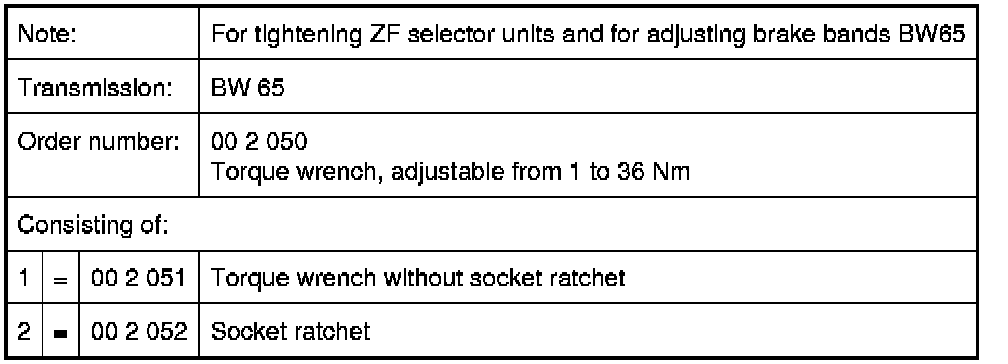 Note: For tightening ZF selector units and for adjusting brake bands BW65
Transmission: BW 65
Order number: 00 2 050
Torque wrench, adjustable from 1 to 36 Nm
Consisting of:
1 = 00 2 051 Torque wrench without socket ratchet
2 = 00 2 052 Socket ratchet